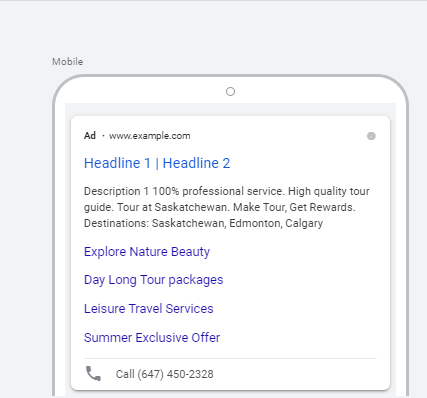 Mobile
Ad · www.example.com
Headline 1 | Headline 2
Description 1 100% professional service. High quality tour
guide. Tour at Saskatchewan. Make Tour, Get Rewards.
Destinations: Saskatchewan, Edmonton, Calgary
Explore Nature Beauty
Day Long Tour packages
Leisure Travel Services
Summer Exclusive Offer
Call (647) 450-2328